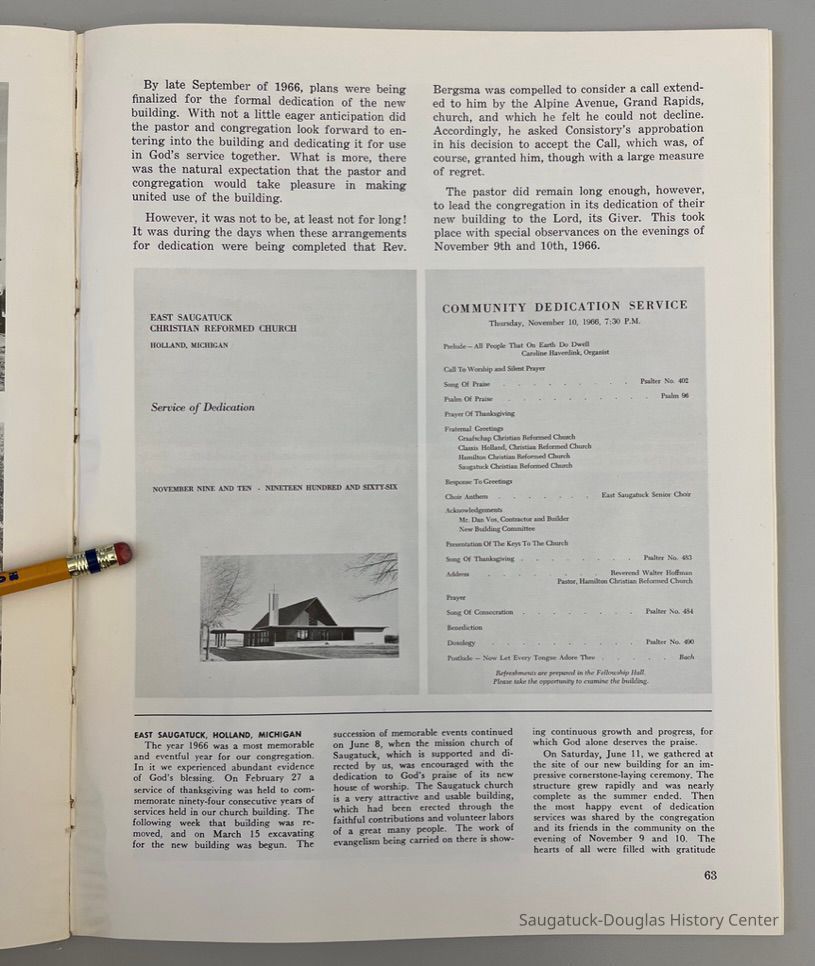 By late September of 1966, plans were being
finalized for the formal dedication of the new
building. With not a little eager anticipation did
the pastor and congregation look forward to en-
tering into the building and dedicating it for use
in God's service together. What is more, there
was the natural expectation that the pastor and
congregation would take pleasure in making
united use of the building.
However, it was not to be, at least not for long!
It was during the days when these arrangements
for dedication were being completed that Rev.
Bergsma was compelled to consider a call extend-
ed to him by the Alpine Avenue, Grand Rapids,
church, and which he felt he could not decline.
Accordingly, he asked Consistory's approbation
in his decision to accept the Call, which was, of
course, granted him, though with a large measure
of regret.
The pastor did remain long enough, however,
to lead the congregation in its dedication of their
new building to the Lord, its Giver. This took
place with special observances on the evenings of
November 9th and 10th, 1966.
EAST SAUGATUCK
CHRISTIAN REFORMED CHURCH
HOLLAND, MICHIGAN
Service of Dedication
NOVEMBER NINE AND TEN - NINETEEN HUNDRED AND SIXTY-SIX
COMMUNITY DEDICATION SERVICE
Thursday, November 10, 1966, 7:30 P.M.
Prelude — All People That On Earth Do Dwell
Caroline Haverdink, Organist
Call To Worship and Silent Prayer
Song Of Praise . . . . . . . . . Psalter No. 402
Psalm Of Praise . . . . . . . . . Psalm 96
Prayer Of Thanksgiving
Fraternal Greetings
Graafschap Christian Reformed Church
Classis Holland, Christian Reformed Church
Hamilton Christian Reformed Church
Saugatuck Christian Reformed Church
Response To Greetings
Choir Anthem . . . . . . East Saugatuck Senior Choir
Acknowledgements
Mr. Dan Vos, Contractor and Builder
New Building Committee
Presentation Of The Keys To The Church
Song Of Thanksgiving . . . . . . . . Psalter No. 483
Address . . . . . . . . Reverend Walter Hoffman
Pastor, Hamilton Christian Reformed Church
Prayer
Song Of Consecration . . . . . . . . Psalter No. 484
Benediction
Doxology . . . . . . . . . Psalter No. 490
Postlude — Now Let Every Tongue Adore Thee . . . . . . Bach
Refreshments are prepared in the Fellowship Hall.
Please take the opportunity to examine the building.
EAST SAUGATUCK, HOLLAND, MICHIGAN
The year 1966 was a most memorable
and eventful year for our congregation.
In it we experienced abundant evidence
of God's blessing. On February 27 a
service of thanksgiving was held to com-
memorate ninety-four consecutive years of
services held in our church building. The
following week that building was re-
moved, and on March 15 excavating
for the new building was begun. The
succession of memorable events continued
on June 8, when the mission church of
Saugatuck, which is supported and di-
rected by us, was encouraged with the
dedication to God's praise of its new
house of worship. The Saugatuck church
is a very attractive and usable building,
which had been erected through the
faithful contributions and volunteer labors
of a great many people. The work of
evangelism being carried on there is show-
ing continuous growth and progress, for
which God alone deserves the praise.
On Saturday, June 11, we gathered at
the site of our new building for an im-
pressive cornerstone-laying ceremony. The
structure grew rapidly and was nearly
complete as the summer ended. Then
the most happy event of dedication
services was shared by the congregation
and its friends in the community on the
evening of November 9 and 10. The
hearts of all were filled with gratitude
63
Saugatuck-Douglas History Center